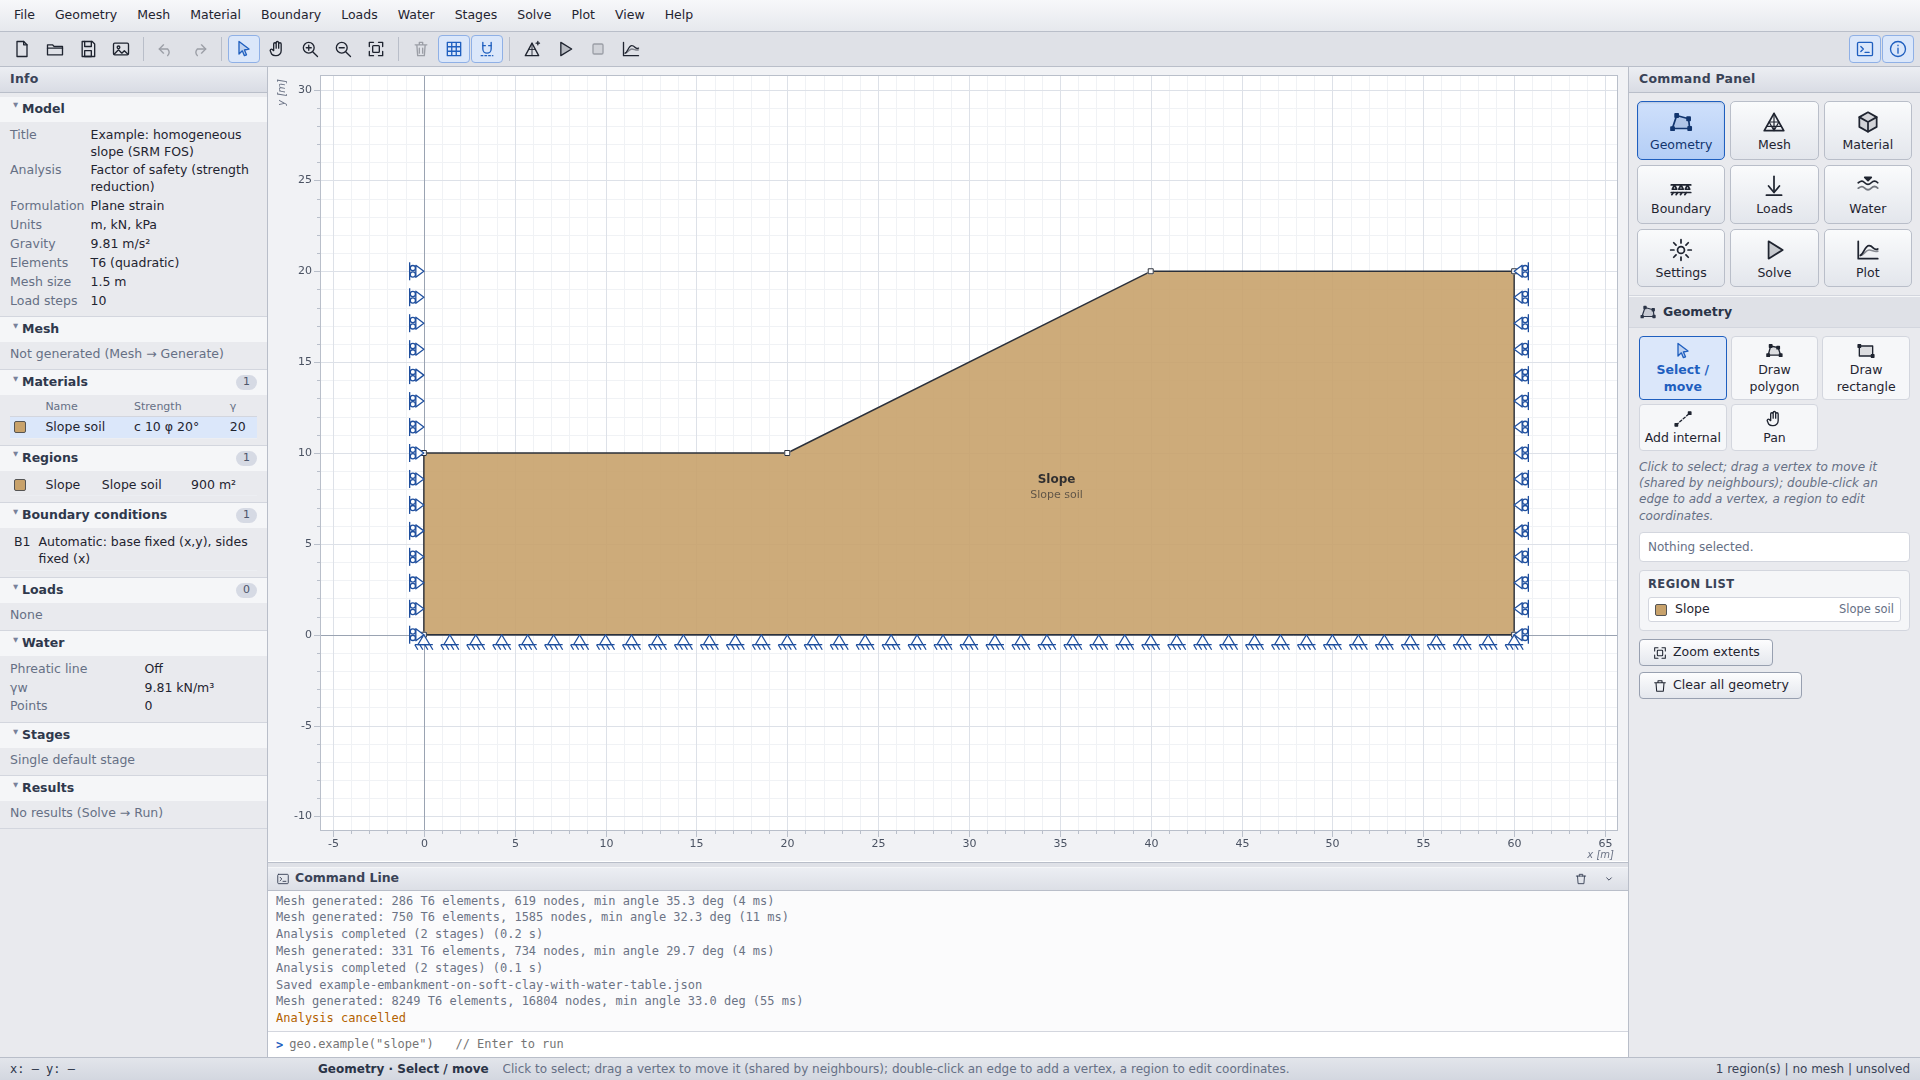 File Geometry Mesh Material Boundary Loads Water Stages Solve Plot View Help
Info
Model
Title Example: homogeneous
slope (SRM FOS)
Analysis Factor of safety (strength
reduction)
Formulation Plane strain
Units m, kN, kPa
Gravity 9.81 m/s²
Elements T6 (quadratic)
Mesh size 1.5 m
Load steps 10
Mesh
Not generated (Mesh → Generate)
Materials 1
Name Strength γ
Slope soil c 10 φ 20° 20
Regions 1
Slope Slope soil 900 m²
Boundary conditions 1
B1 Automatic: base fixed (x,y), sides
fixed (x)
Loads 0
None
Water
Phreatic line Off
γw 9.81 kN/m³
Points 0
Stages
Single default stage
Results
No results (Solve → Run)
y [m]
30
25
20
15
10
5
0
-5
-10
Slope
Slope soil
-5 0 5 10 15 20 25 30 35 40 45 50 55 60 65
x [m]
Command Line
Mesh generated: 286 T6 elements, 619 nodes, min angle 35.3 deg (4 ms)
Mesh generated: 750 T6 elements, 1585 nodes, min angle 32.3 deg (11 ms)
Analysis completed (2 stages) (0.2 s)
Mesh generated: 331 T6 elements, 734 nodes, min angle 29.7 deg (4 ms)
Analysis completed (2 stages) (0.1 s)
Saved example-embankment-on-soft-clay-with-water-table.json
Mesh generated: 8249 T6 elements, 16804 nodes, min angle 33.0 deg (55 ms)
Analysis cancelled
> geo.example("slope") // Enter to run
Command Panel
Geometry Mesh Material
Boundary Loads Water
Settings Solve Plot
Geometry
Select /
move
Draw
polygon
Draw
rectangle
Add internal Pan
Click to select; drag a vertex to move it
(shared by neighbours); double-click an
edge to add a vertex, a region to edit
coordinates.
Nothing selected.
REGION LIST
Slope Slope soil
Zoom extents
Clear all geometry
x: — y: — Geometry · Select / move Click to select; drag a vertex to move it (shared by neighbours); double-click an edge to add a vertex, a region to edit coordinates. 1 region(s) | no mesh | unsolved